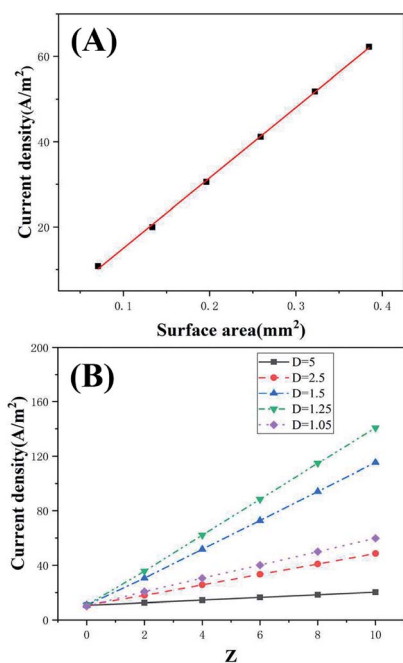 (A)
Current density(A/m²)
60
40
20
0.1 0.2 0.3 0.4
Surface area(mm²)
(B)
Current density(A/m²)
200
160
120
80
40
0
D=5
D=2.5
D=1.5
D=1.25
D=1.05
0 2 4 6 8 10
Z